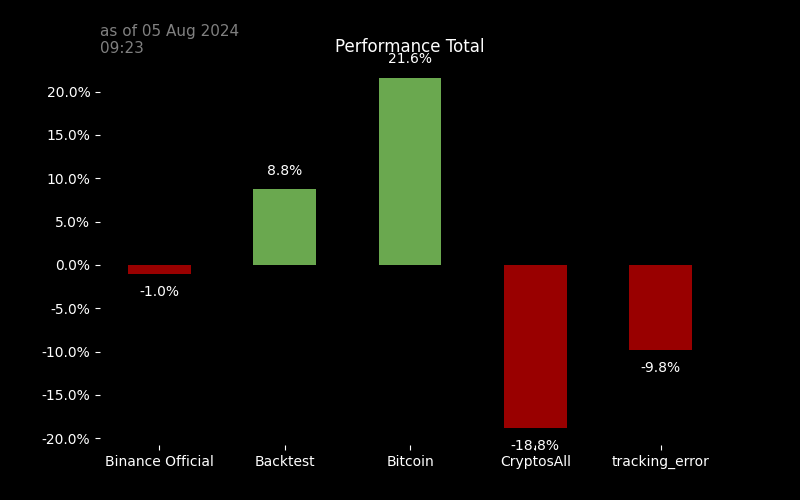 as of 05 Aug 2024
09:23
Performance Total
21.6%
20.0%
15.0%
10.0%
8.8%
5.0%
0.0%
-1.0%
-5.0%
-10.0%
-9.8%
-15.0%
-20.0%
-18.8%
Binance Official
Backtest
Bitcoin
CryptosAll
tracking_error